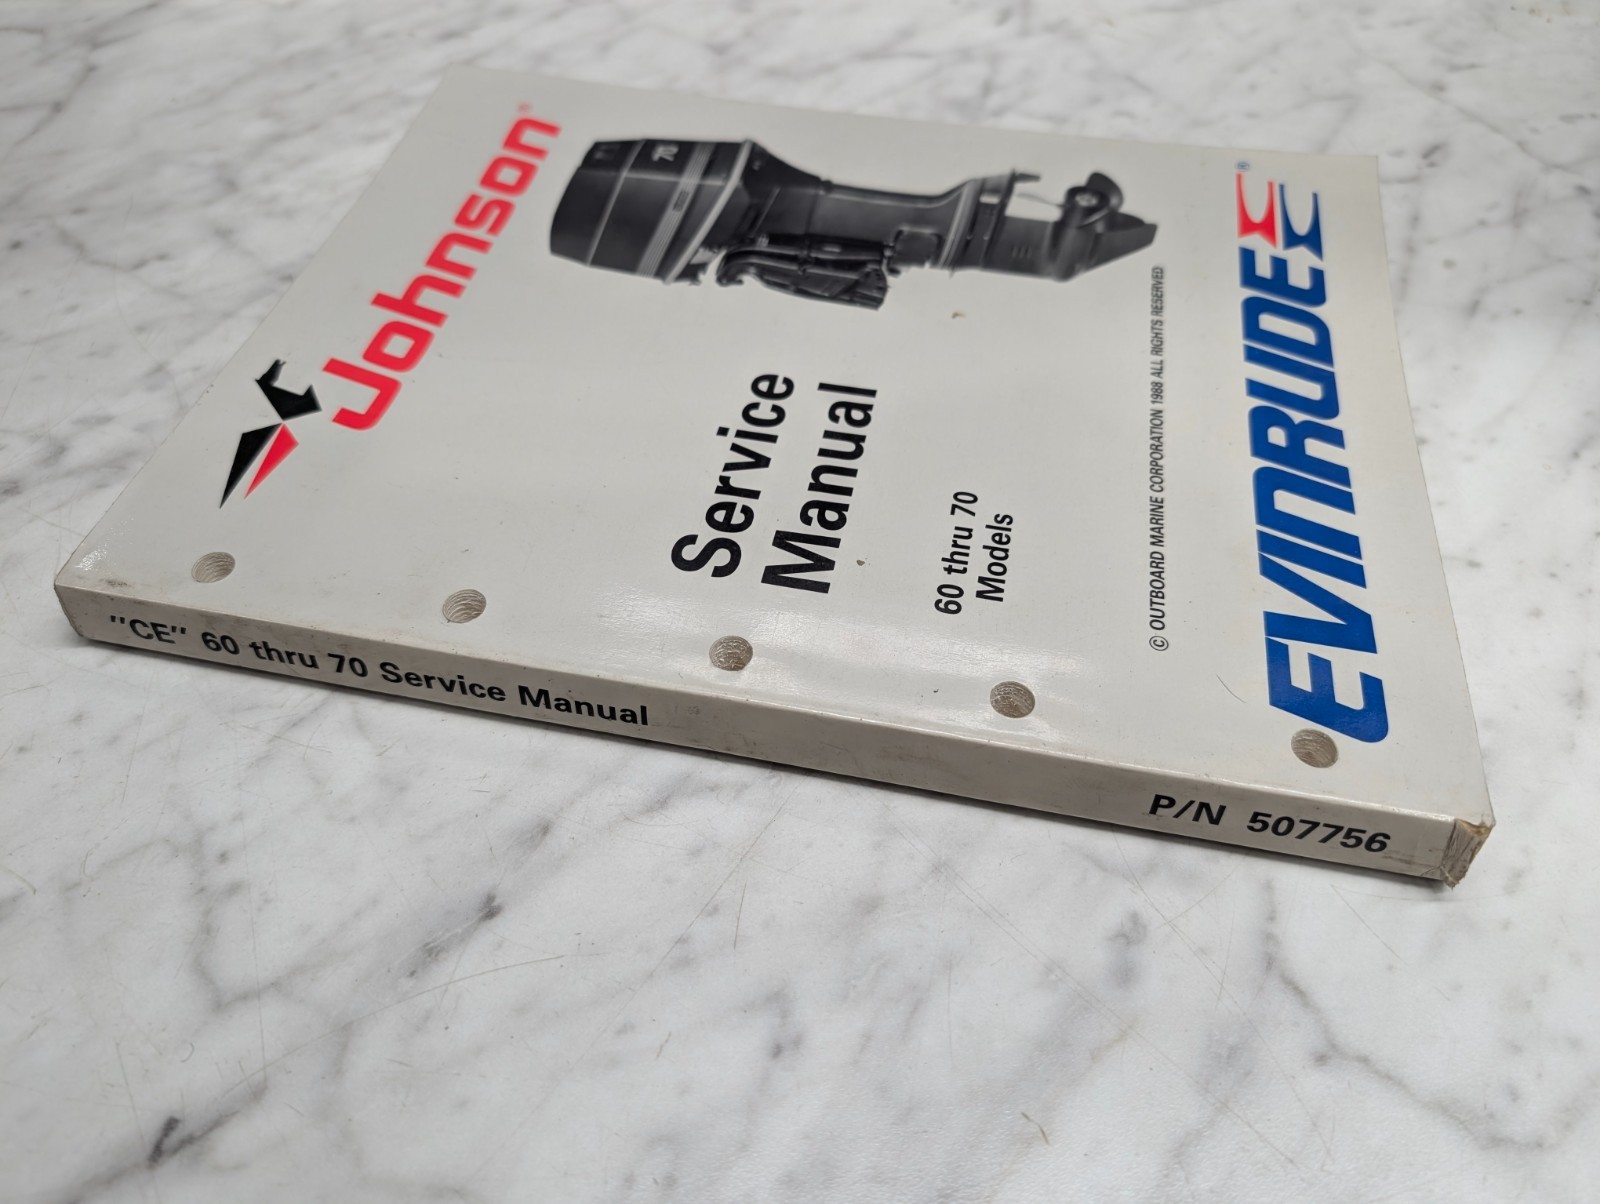 Johnson®
70
Service
Manual
60 thru 70
Models
© OUTBOARD MARINE CORPORATION 1988 ALL RIGHTS RESERVED
EVINRUDE®
"CE" 60 thru 70 Service Manual
P/N 507756